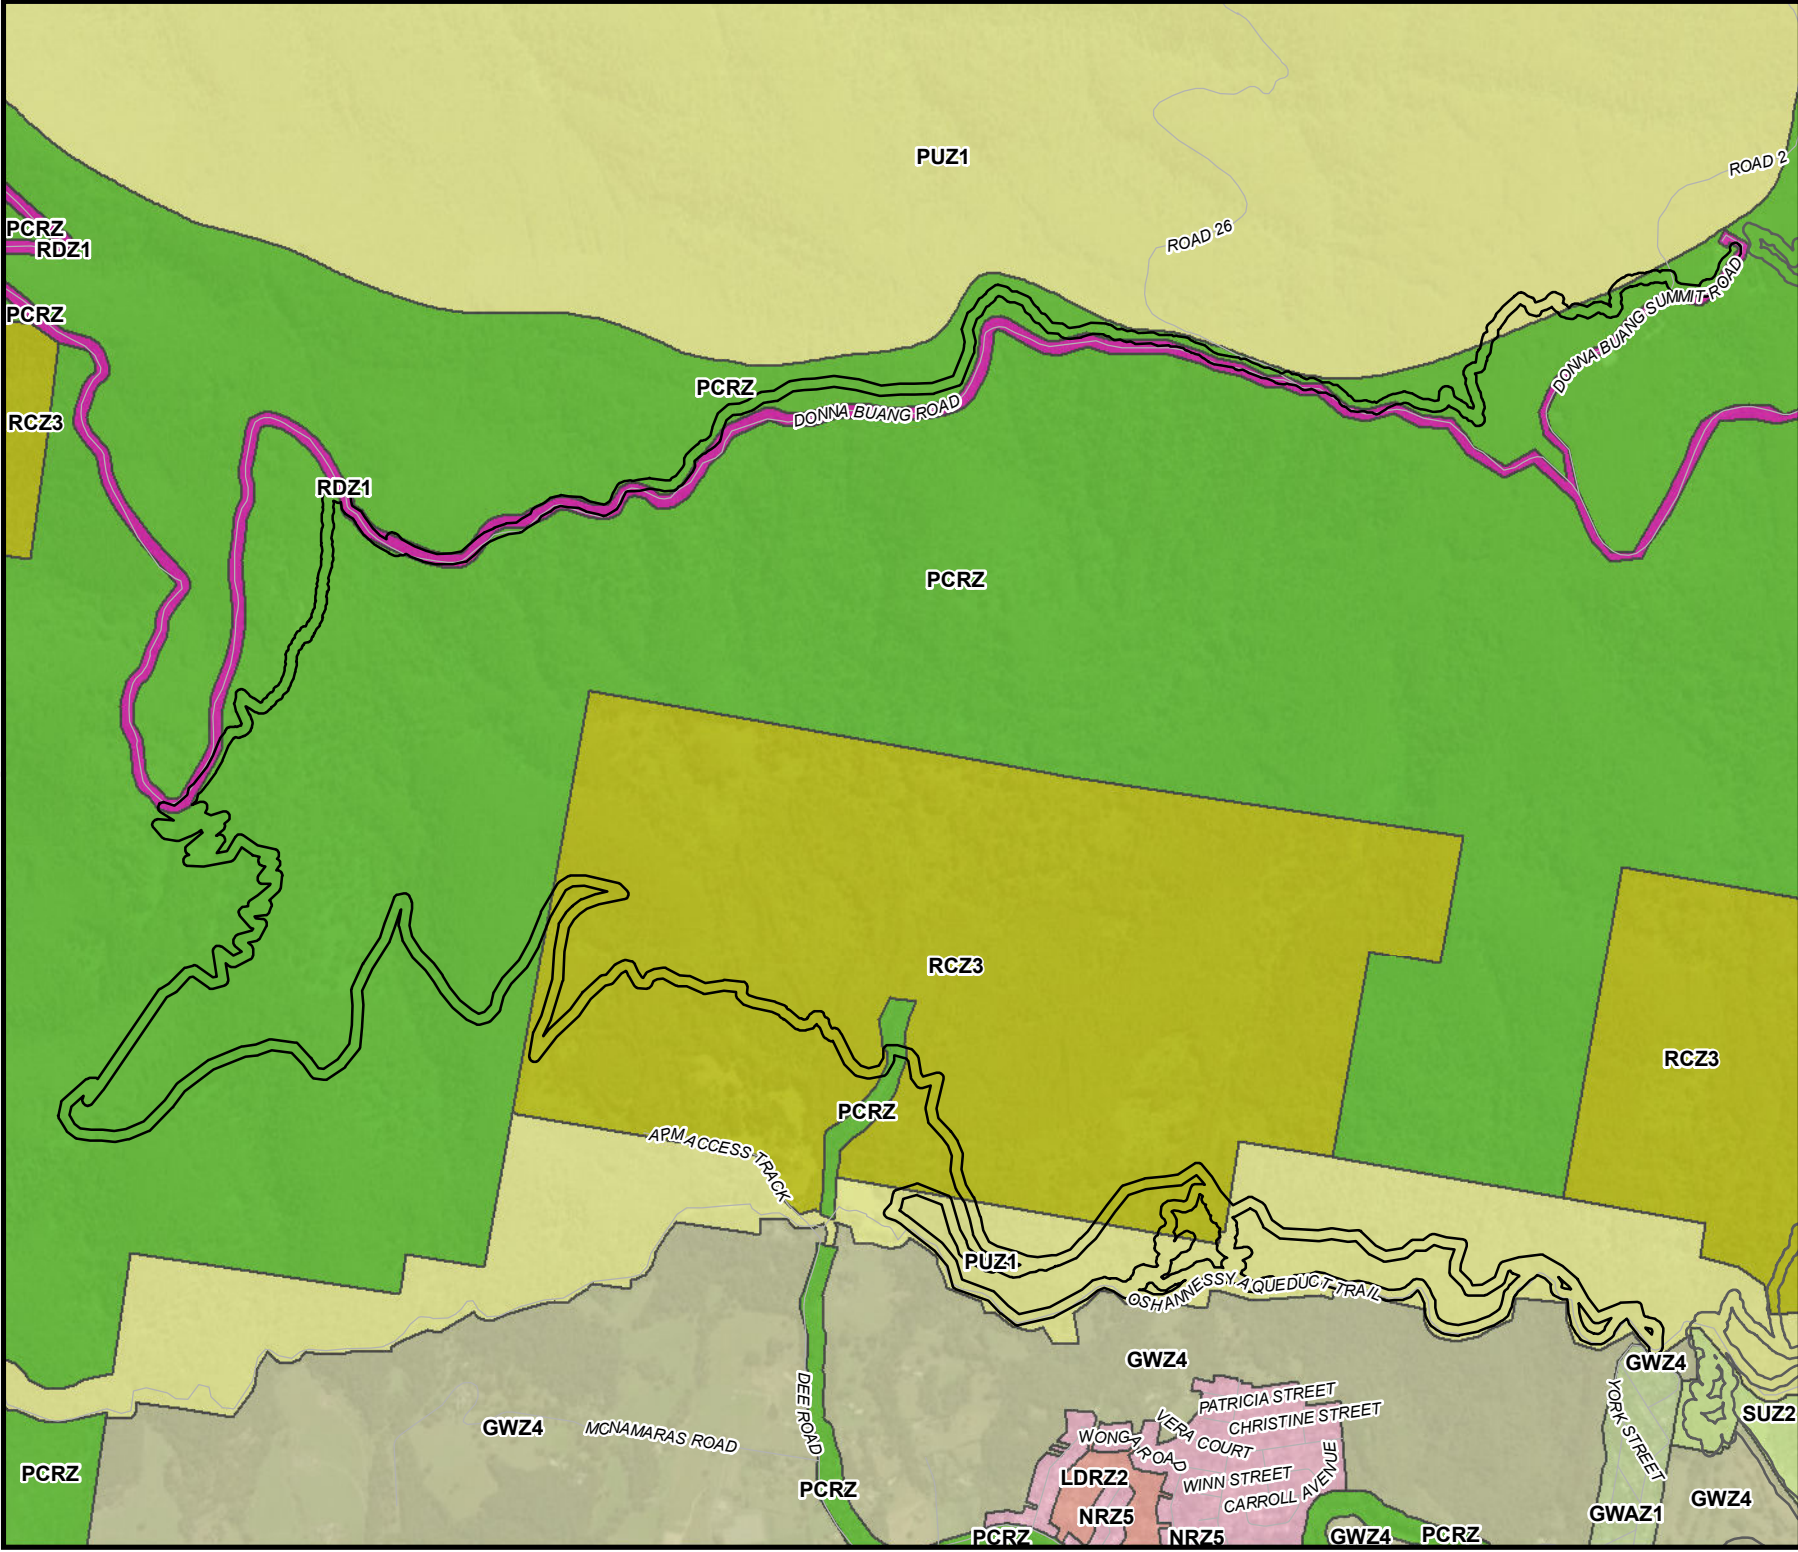 PUZ1
ROAD 2
PCRZ
RDZ1
ROAD 26
PCRZ
DONNA BUANG SUMMIT ROAD
PCRZ
DONNA BUANG ROAD
RCZ3
RDZ1
PCRZ
RCZ3
RCZ3
PCRZ
APM ACCESS TRACK
PUZ1
OSHANNESSY AQUEDUCT TRAIL
GWZ4
GWZ4
DEE ROAD
PATRICIA STREET
CHRISTINE STREET
YORK STREET
SUZ2
GWZ4
MCNAMARAS ROAD
WONGA ROAD
VERA COURT
PCRZ
LDRZ2
WINN STREET
CARROLL AVENUE
PCRZ
GWZ4
NRZ5
GWAZ1
PCRZ
NRZ5
GWZ4
PCRZ